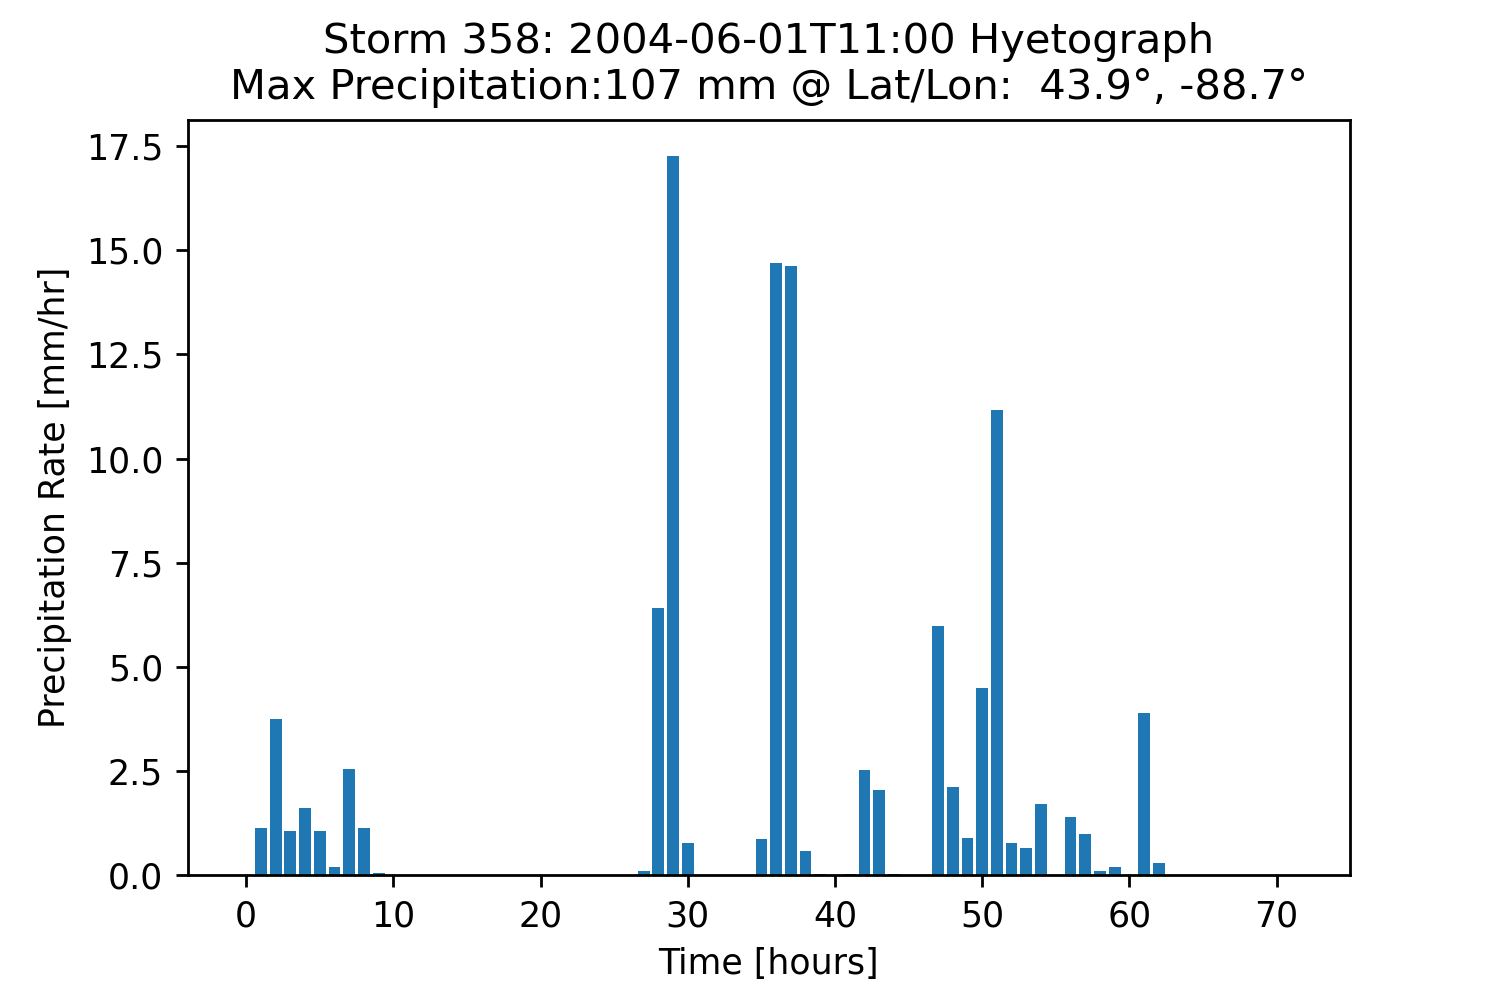 Storm 358: 2004-06-01T11:00 Hyetograph
Max Precipitation:107 mm @ Lat/Lon:  43.9°, -88.7°
17.5
15.0
12.5
10.0
7.5
5.0
2.5
0.0
Precipitation Rate [mm/hr]
0 10 20 30 40 50 60 70
Time [hours]